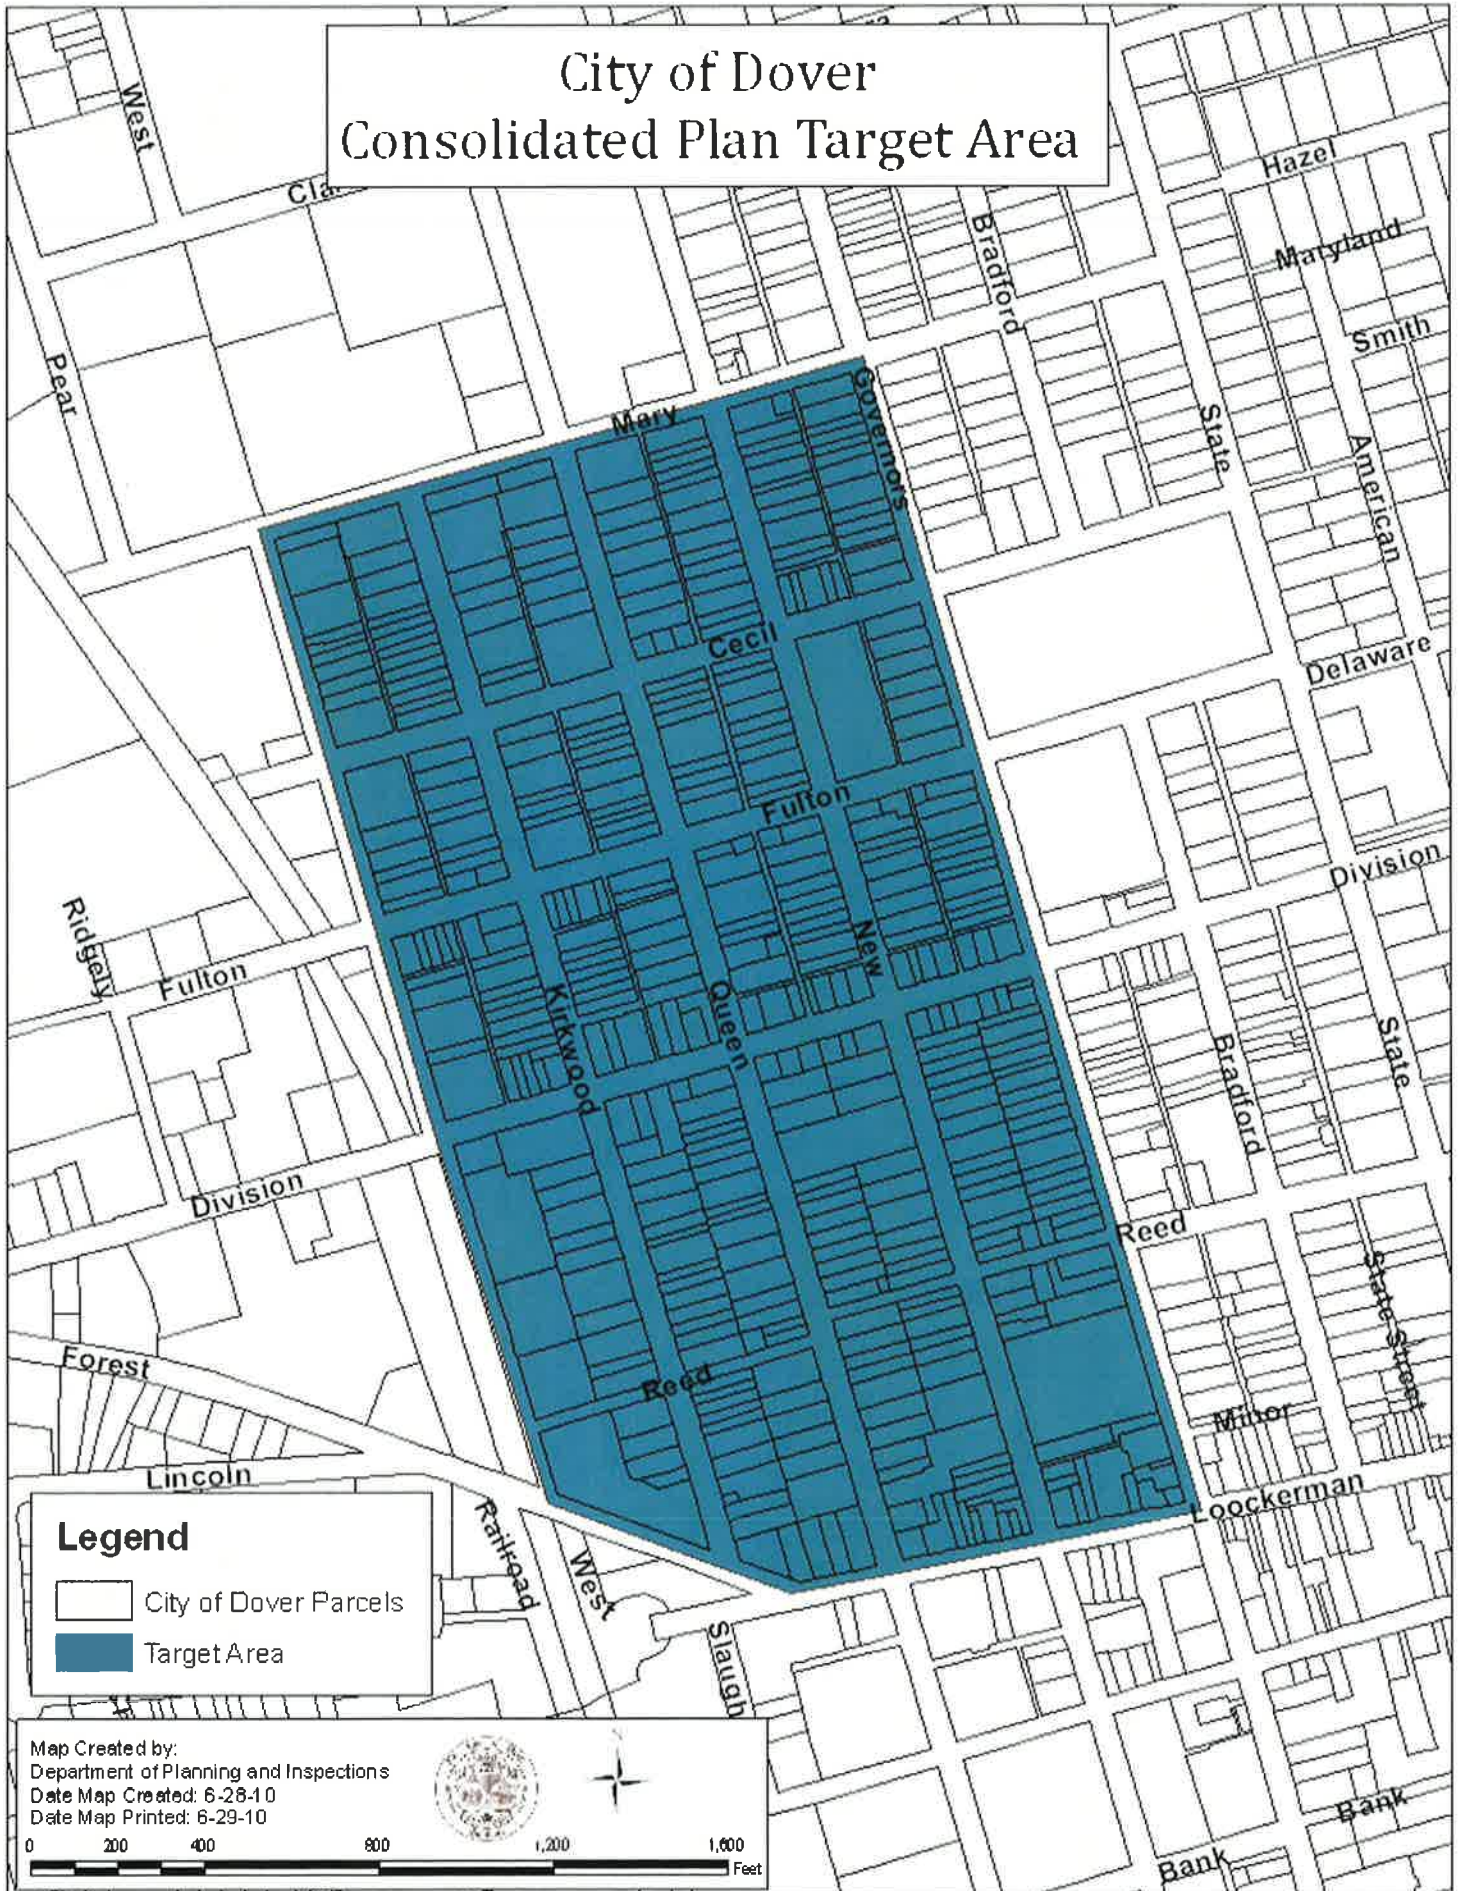 City of Dover
Consolidated Plan Target Area
West
Hazel
Maryland
Bradford
Smith
Pear
Mary
Governors
State
American
Cecil
Delaware
Fulton
Division
Ridgely
Fulton
New
Kirkwood
Queen
State
Bradford
Division
Reed
State Street
Forest
Reed
Minor
Lincoln
Loockerman
Railroad
West
Slaugh
Legend
City of Dover Parcels
Target Area
Map Created by:
Department of Planning and Inspections
Date Map Created: 6-28-10
Date Map Printed: 6-29-10
N
0 200 400 800 1,200 1,600
Feet
Bank
Bank